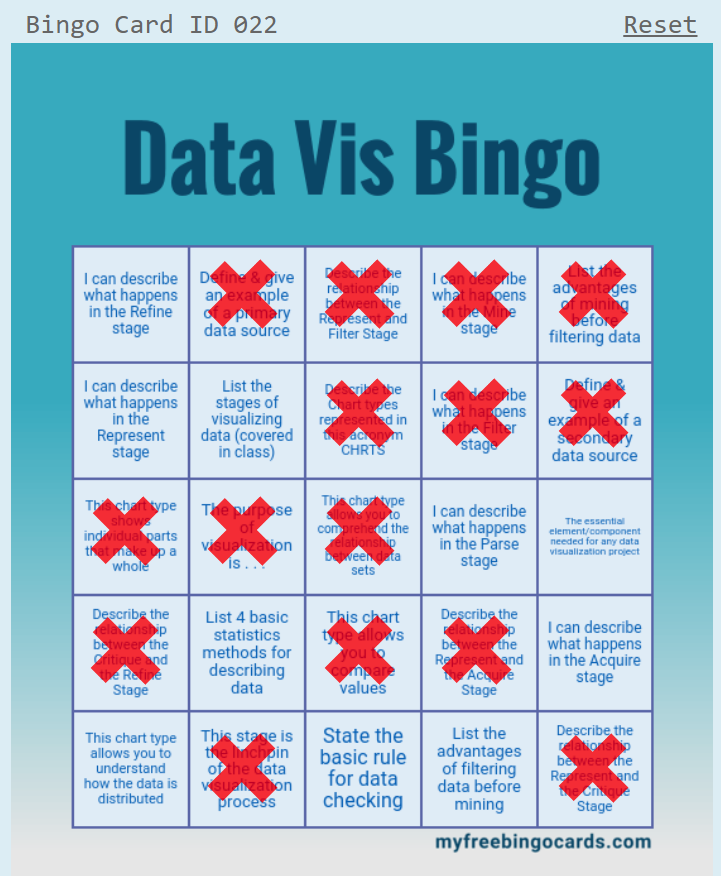 Bingo Card ID 022
Reset
Data Vis Bingo
I can describe
what happens
in the Refine
stage
Define & give
an example
of a primary
data source
Describe the
relationship
between the
Represent and
Filter Stage
I can describe
what happens
in the Mine
stage
List the
advantages
of mining
before
filtering data
I can describe
what happens
in the
Represent
stage
List the
stages of
visualizing
data (covered
in class)
Describe the
Chart types
represented in
this acronym
CHRTS
I can describe
what happens
in the Filter
stage
Define &
give an
example of a
secondary
data source
This chart type
shows
individual parts
that make up a
whole
The purpose
of
visualization
is . . .
This chart type
allows you to
comprehend the
relationship
between data
sets
I can describe
what happens
in the Parse
stage
The essential
element/component
needed for any data
visualization project
Describe the
relationship
between the
Critique and
the Refine
Stage
List 4 basic
statistics
methods for
describing
data
This chart
type allows
you to
compare
values
Describe the
relationship
between the
Represent and
the Acquire
Stage
I can describe
what happens
in the Acquire
stage
This chart type
allows you to
understand
how the data is
distributed
This stage is
the linchpin
of the data
visualization
process
State the
basic rule
for data
checking
List the
advantages
of filtering
data before
mining
Describe the
relationship
between the
Represent and
the Critique
Stage
myfreebingocards.com